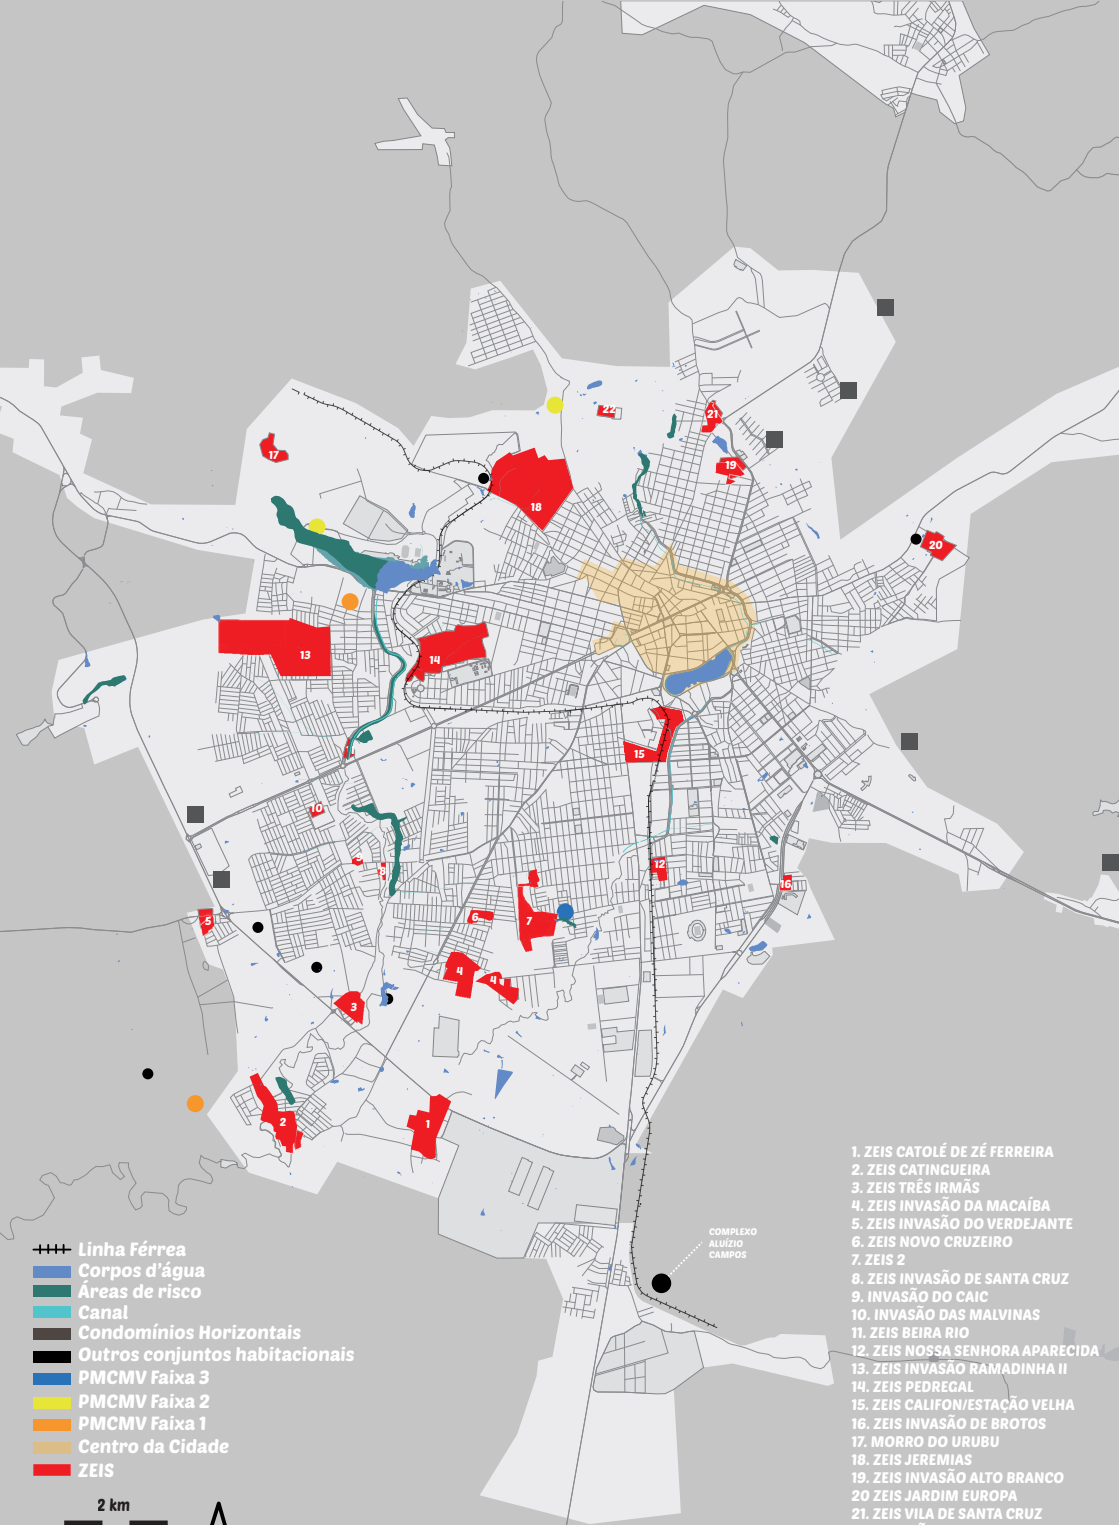 22
21
17
19
18
20
13
14
15
10
9
8
12
16
6
5
7
4
4
3
2
1
COMPLEXO
ALUÍZIO
CAMPOS
Linha Férrea
Corpos d'água
Áreas de risco
Canal
Condomínios Horizontais
Outros conjuntos habitacionais
PMCMV Faixa 3
PMCMV Faixa 2
PMCMV Faixa 1
Centro da Cidade
ZEIS
2 km
1. ZEIS CATOLÉ DE ZÉ FERREIRA
2. ZEIS CATINGUEIRA
3. ZEIS TRÊS IRMÃS
4. ZEIS INVASÃO DA MACAÍBA
5. ZEIS INVASÃO DO VERDEJANTE
6. ZEIS NOVO CRUZEIRO
7. ZEIS 2
8. ZEIS INVASÃO DE SANTA CRUZ
9. INVASÃO DO CAIC
10. INVASÃO DAS MALVINAS
11. ZEIS BEIRA RIO
12. ZEIS NOSSA SENHORA APARECIDA
13. ZEIS INVASÃO RAMADINHA II
14. ZEIS PEDREGAL
15. ZEIS CALIFON/ESTAÇÃO VELHA
16. ZEIS INVASÃO DE BROTOS
17. MORRO DO URUBU
18. ZEIS JEREMIAS
19. ZEIS INVASÃO ALTO BRANCO
20 ZEIS JARDIM EUROPA
21. ZEIS VILA DE SANTA CRUZ